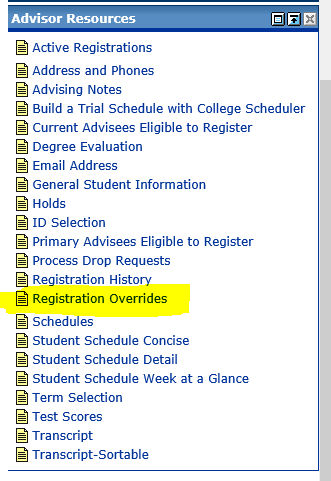 Advisor Resources
Active Registrations
Address and Phones
Advising Notes
Build a Trial Schedule with College Scheduler
Current Advisees Eligible to Register
Degree Evaluation
Email Address
General Student Information
Holds
ID Selection
Primary Advisees Eligible to Register
Process Drop Requests
Registration History
Registration Overrides
Schedules
Student Schedule Concise
Student Schedule Detail
Student Schedule Week at a Glance
Term Selection
Test Scores
Transcript
Transcript-Sortable